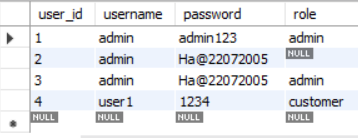 user_id username password role
1 admin admin123 admin
2 admin Ha@22072005 NULL
3 admin Ha@22072005 admin
4 user1 1234 customer
NULL NULL NULL NULL